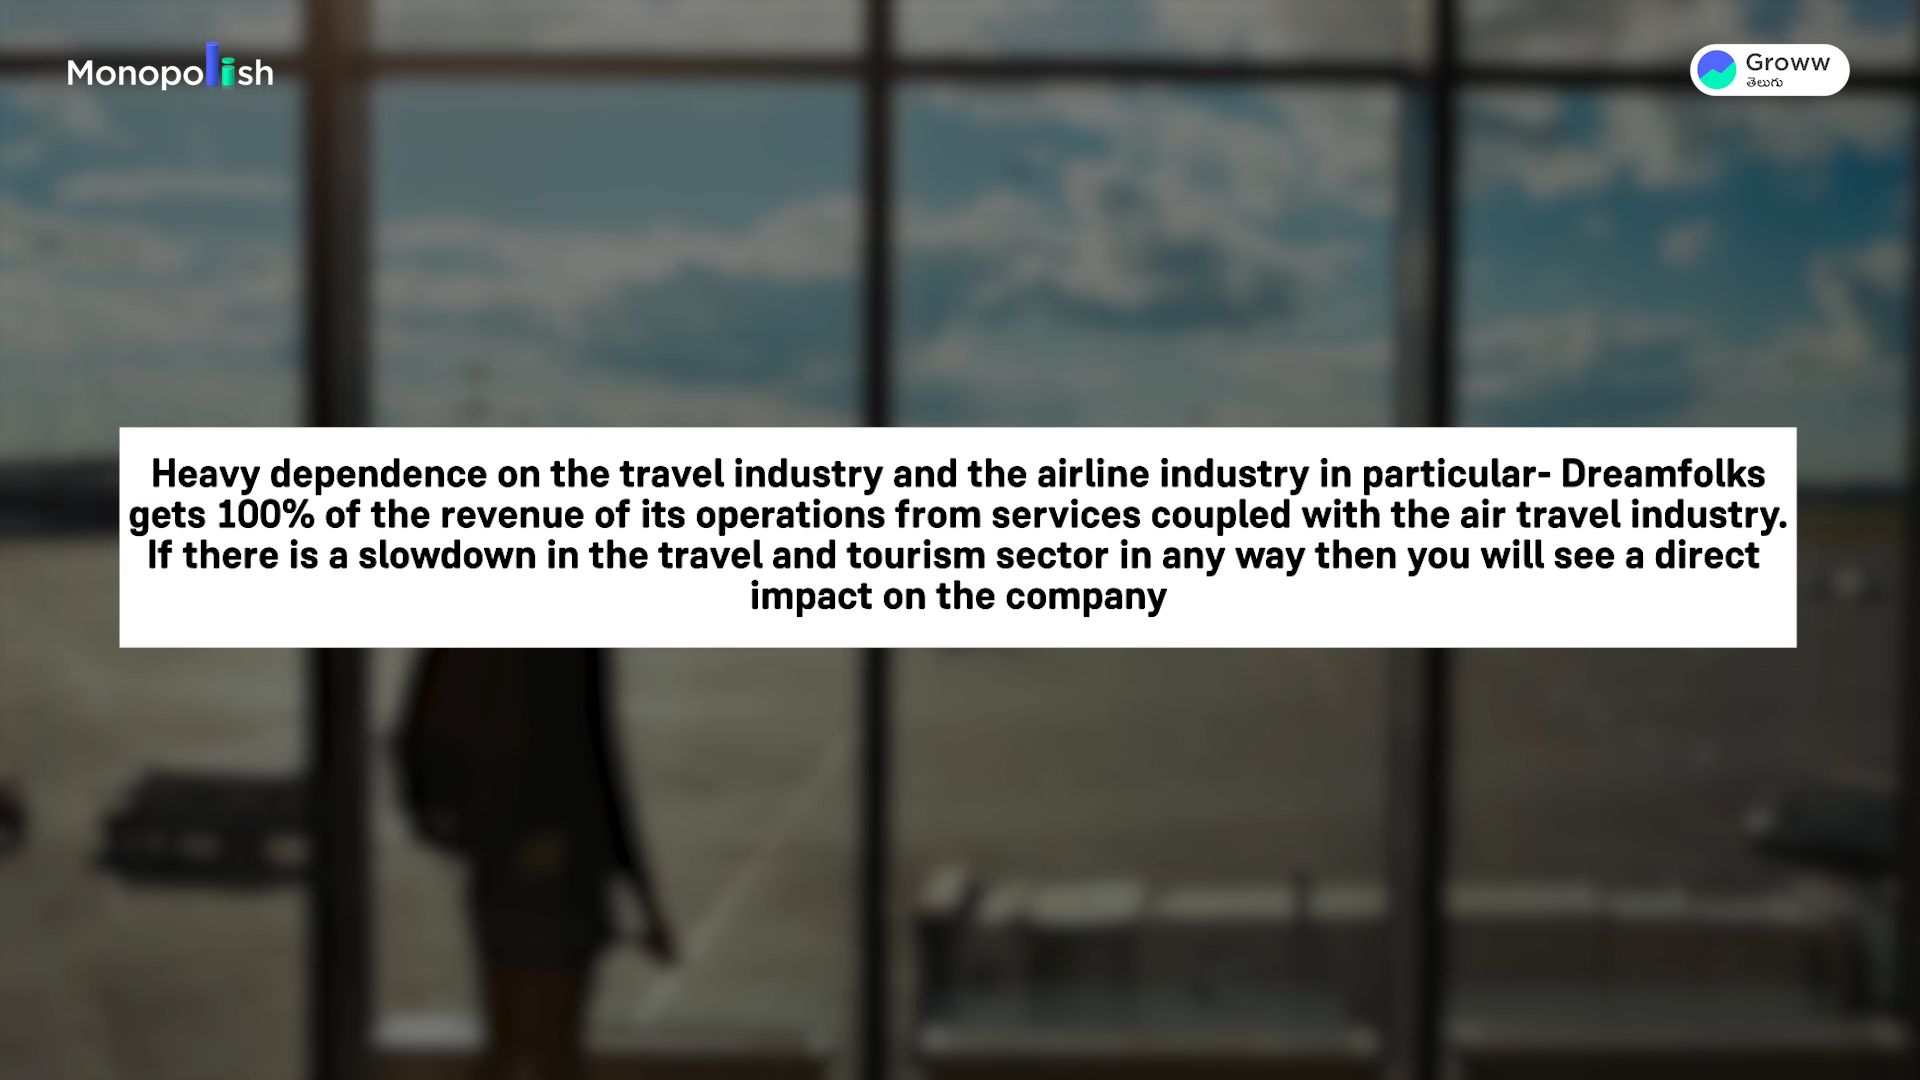 Monopolish
Groww
తెలుగు
Heavy dependence on the travel industry and the airline industry in particular- Dreamfolks
gets 100% of the revenue of its operations from services coupled with the air travel industry.
If there is a slowdown in the travel and tourism sector in any way then you will see a direct
impact on the company